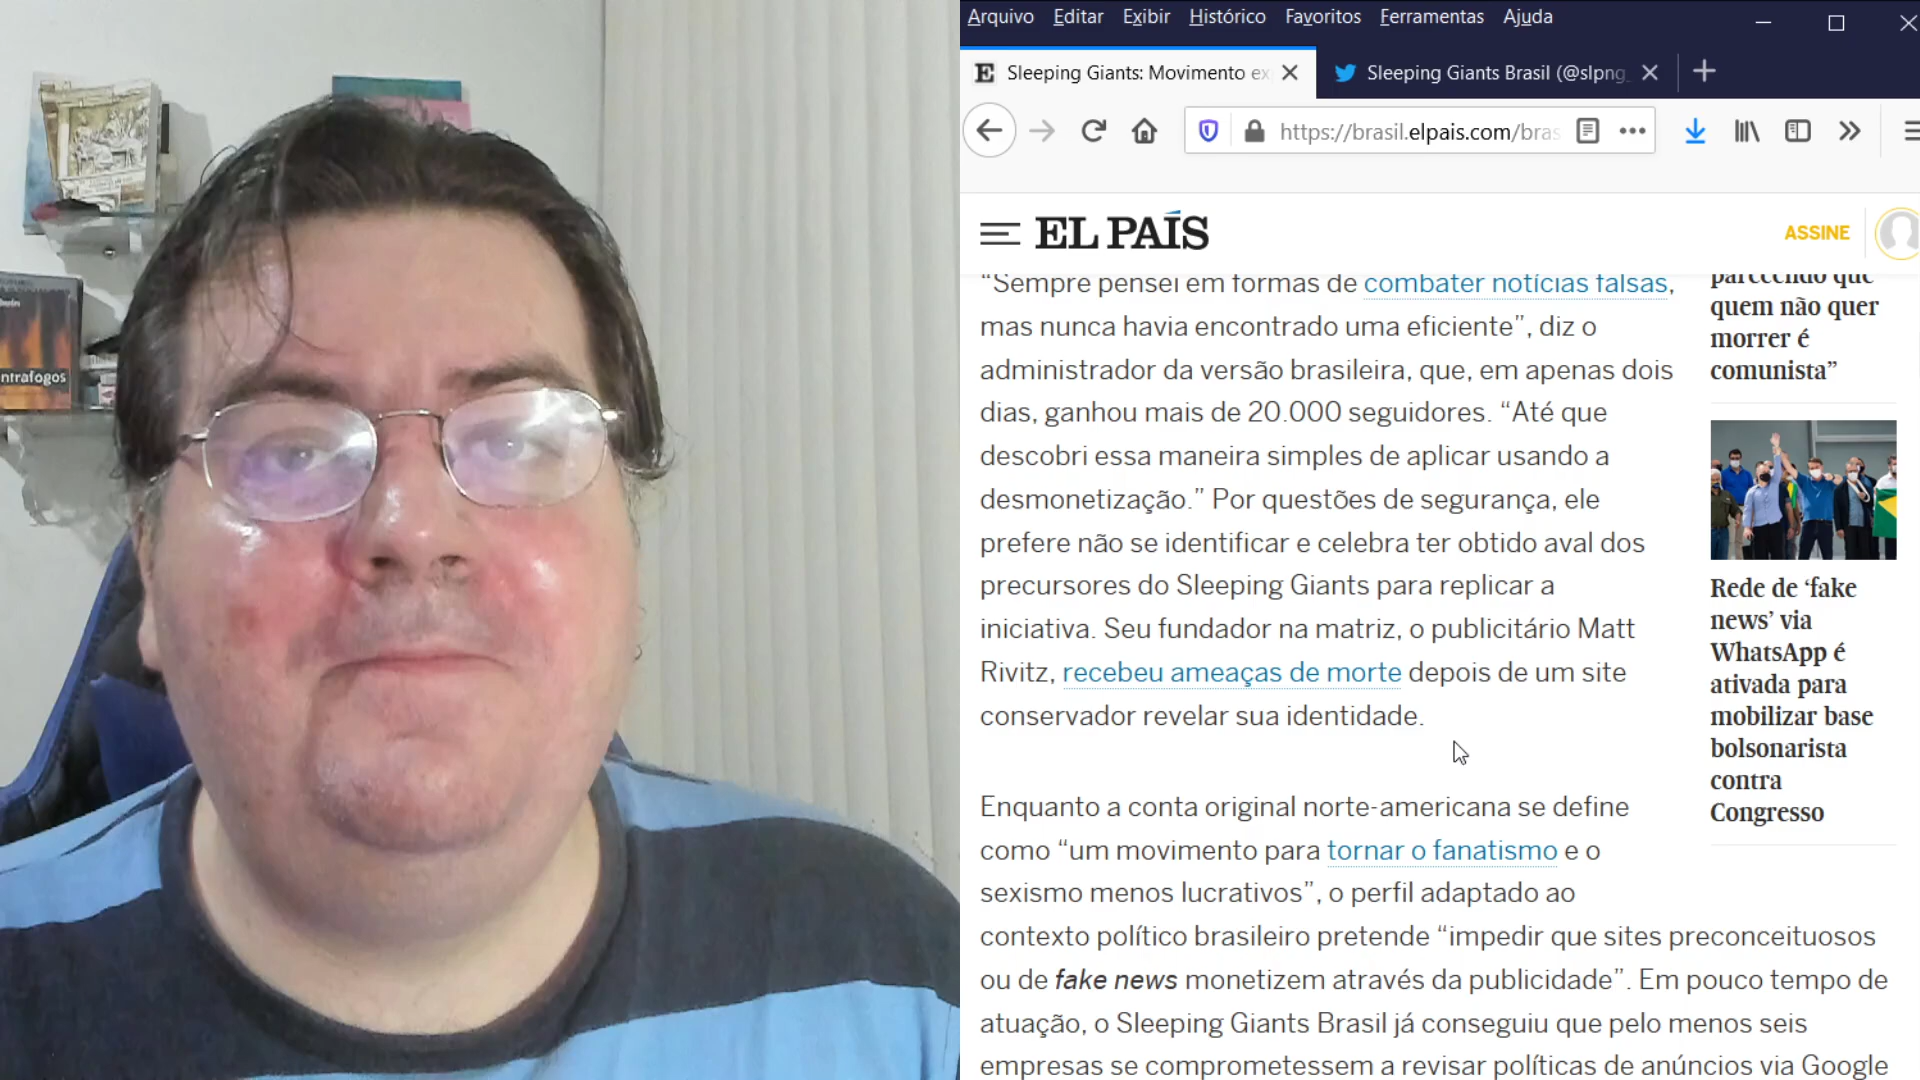 ntrafogos
Arquivo Editar Exibir Histórico Favoritos Ferramentas Ajuda
Sleeping Giants: Movimento ex
Sleeping Giants Brasil (@slpng_
https://brasil.elpais.com/bras
EL PAÍS
ASSINE
“Sempre pensei em formas de combater notícias falsas,
mas nunca havia encontrado uma eficiente”, diz o
administrador da versão brasileira, que, em apenas dois
dias, ganhou mais de 20.000 seguidores. “Até que
descobri essa maneira simples de aplicar usando a
desmonetização.” Por questões de segurança, ele
prefere não se identificar e celebra ter obtido aval dos
precursores do Sleeping Giants para replicar a
iniciativa. Seu fundador na matriz, o publicitário Matt
Rivitz, recebeu ameaças de morte depois de um site
conservador revelar sua identidade.
Enquanto a conta original norte-americana se define
como “um movimento para tornar o fanatismo e o
sexismo menos lucrativos”, o perfil adaptado ao
contexto político brasileiro pretende “impedir que sites preconceituosos
ou de fake news monetizem através da publicidade”. Em pouco tempo de
atuação, o Sleeping Giants Brasil já conseguiu que pelo menos seis
empresas se comprometessem a revisar políticas de anúncios via Google
parecendo que
quem não quer
morrer é
comunista”
Rede de ‘fake
news’ via
WhatsApp é
ativada para
mobilizar base
bolsonarista
contra
Congresso